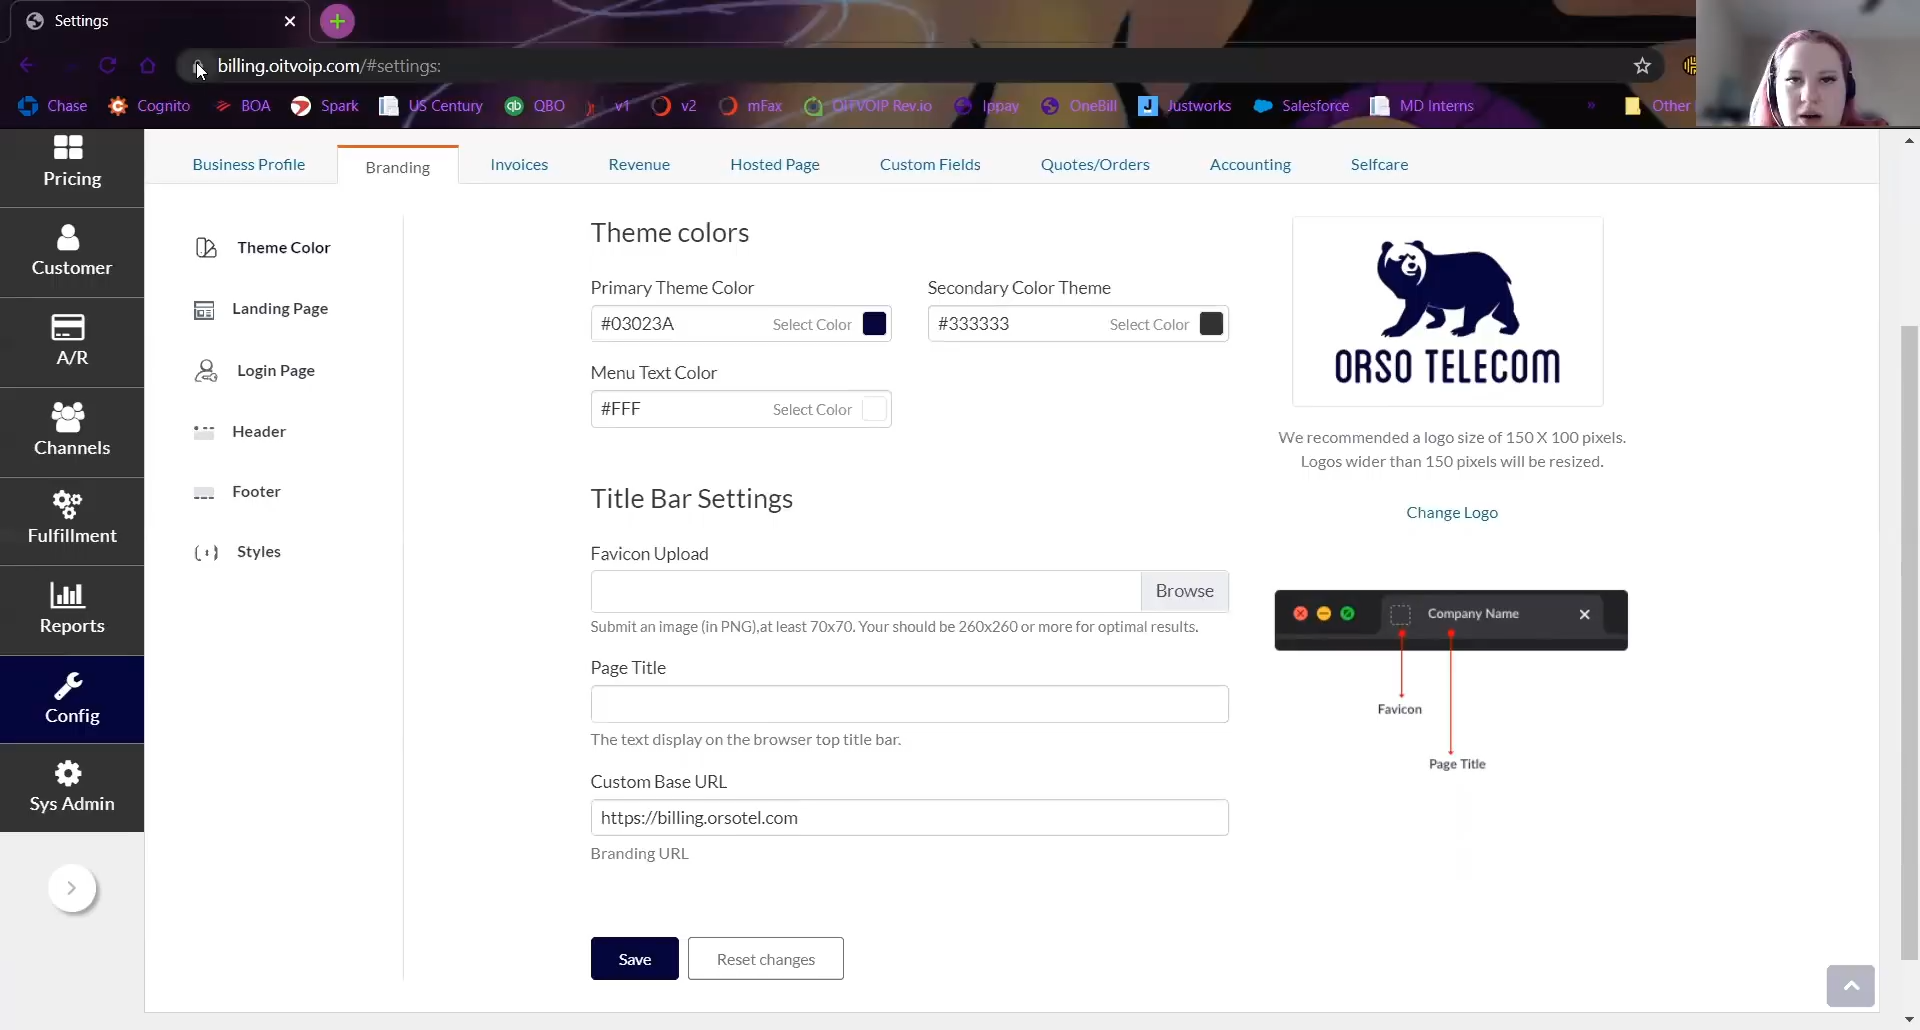 Settings
billing.oitvoip.com/#settings:
Chase Cognito BOA Spark US Century QBO v1 v2 mFax OITVOIP Rev.io Ippay OneBill Justworks Salesforce MD Interns » Other
Pricing
Customer
A/R
Channels
Fulfillment
Reports
Config
Sys Admin
Business Profile Branding Invoices Revenue Hosted Page Custom Fields Quotes/Orders Accounting Selfcare
Theme Color
Landing Page
Login Page
Header
Footer
Styles
Theme colors
Primary Theme Color Secondary Color Theme
#03023A Select Color #333333 Select Color
Menu Text Color
#FFF Select Color
Title Bar Settings
Favicon Upload
Browse
Submit an image (in PNG),at least 70x70. Your should be 260x260 or more for optimal results.
Page Title
The text display on the browser top title bar.
Custom Base URL
https://billing.orsotel.com
Branding URL
Save Reset changes
ORSO TELECOM
We recommended a logo size of 150 X 100 pixels.
Logos wider than 150 pixels will be resized.
Change Logo
Company Name
Favicon
Page Title